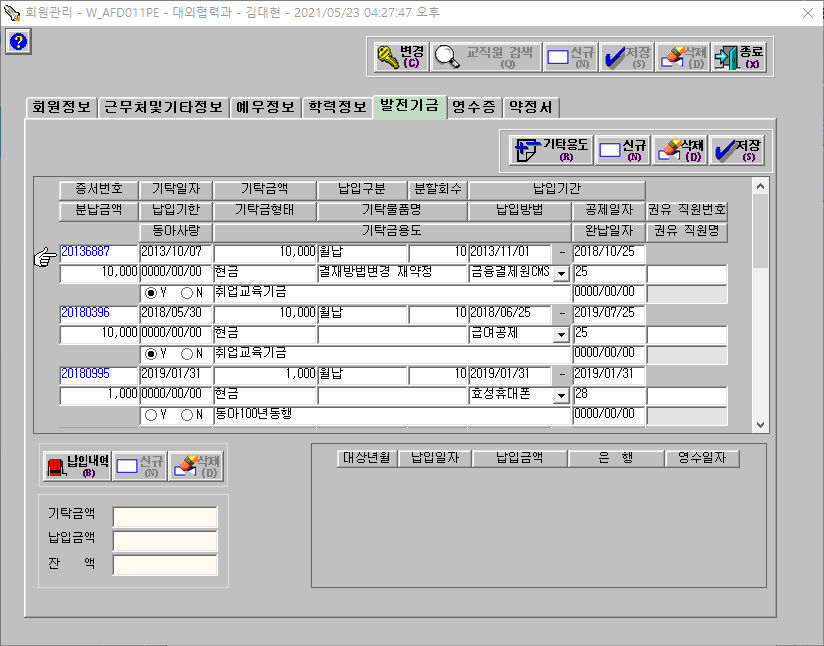 회원관리 - W_AFD011PE - 대외협력과 - 김대현 - 2021/05/23 04:27:47 오후
변경 (C) 교직원 검색 (Q) 신규 (N) 저장 (S) 삭제 (D) 종료 (X)
회원정보 근무처및기타정보 예우정보 학력정보 발전기금 영수증 약정서
기탁용도 (R) 신규 (N) 삭제 (D) 저장 (S)
증서번호 기탁일자 기탁금액 납입구분 분할회수 납입기간
분납금액 납입기한 기탁금형태 기탁물품명 납입방법 공제일자 권유 직원번호
동아사랑 기탁금용도 완납일자 권유 직원명
20136887 2013/10/07 10,000 월납 10 2013/11/01 - 2018/10/25
10,000 0000/00/00 현금 결재방법변경 재약정 금융결제원CMS 25
Y N 취업교육기금 0000/00/00
20180396 2018/05/30 10,000 월납 10 2018/06/25 - 2019/07/25
10,000 0000/00/00 현금 급여공제 25
Y N 취업교육기금 0000/00/00
20180995 2019/01/31 1,000 월납 10 2019/01/31 - 2019/01/31
1,000 0000/00/00 현금 효성휴대폰 28
Y N 동아100년동행 0000/00/00
납입내역 (B) 신규 (N) 삭제 (D)
대상년월 납입일자 납입금액 은 행 영수일자
기탁금액
납입금액
잔 액